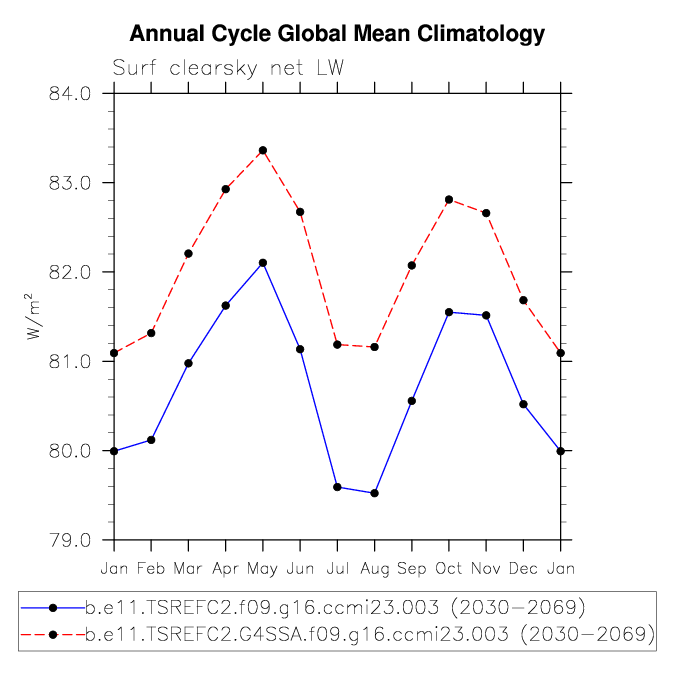 Annual Cycle Global Mean Climatology
Surf clearsky net LW
84.0
83.0
82.0
81.0
80.0
79.0
W/m²
Jan Feb Mar Apr May Jun Jul Aug Sep Oct Nov Dec Jan
b.e11.TSREFC2.f09.g16.ccmi23.003 (2030-2069)
b.e11.TSREFC2.G4SSA.f09.g16.ccmi23.003 (2030-2069)